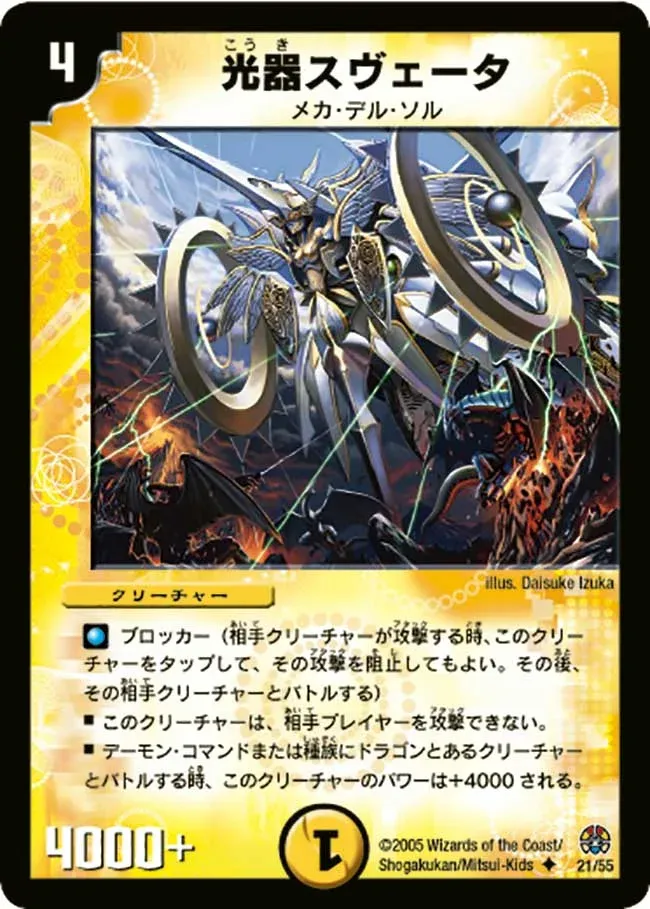 4
こうき
光器スヴェータ
メカ・デル・ソル
illus. Daisuke Izuka
クリーチャー
ブロッカー（相手クリーチャーが攻撃する時、このクリー
チャーをタップして、その攻撃を阻止してもよい。その後、
その相手クリーチャーとバトルする）
■ このクリーチャーは、相手プレイヤーを攻撃できない。
■ デーモン・コマンドまたは種族にドラゴンとあるクリーチャー
とバトルする時、このクリーチャーのパワーは+4000 される。
4000+
1
©2005 Wizards of the Coast/
Shogakukan/Mitsui-Kids
21/55